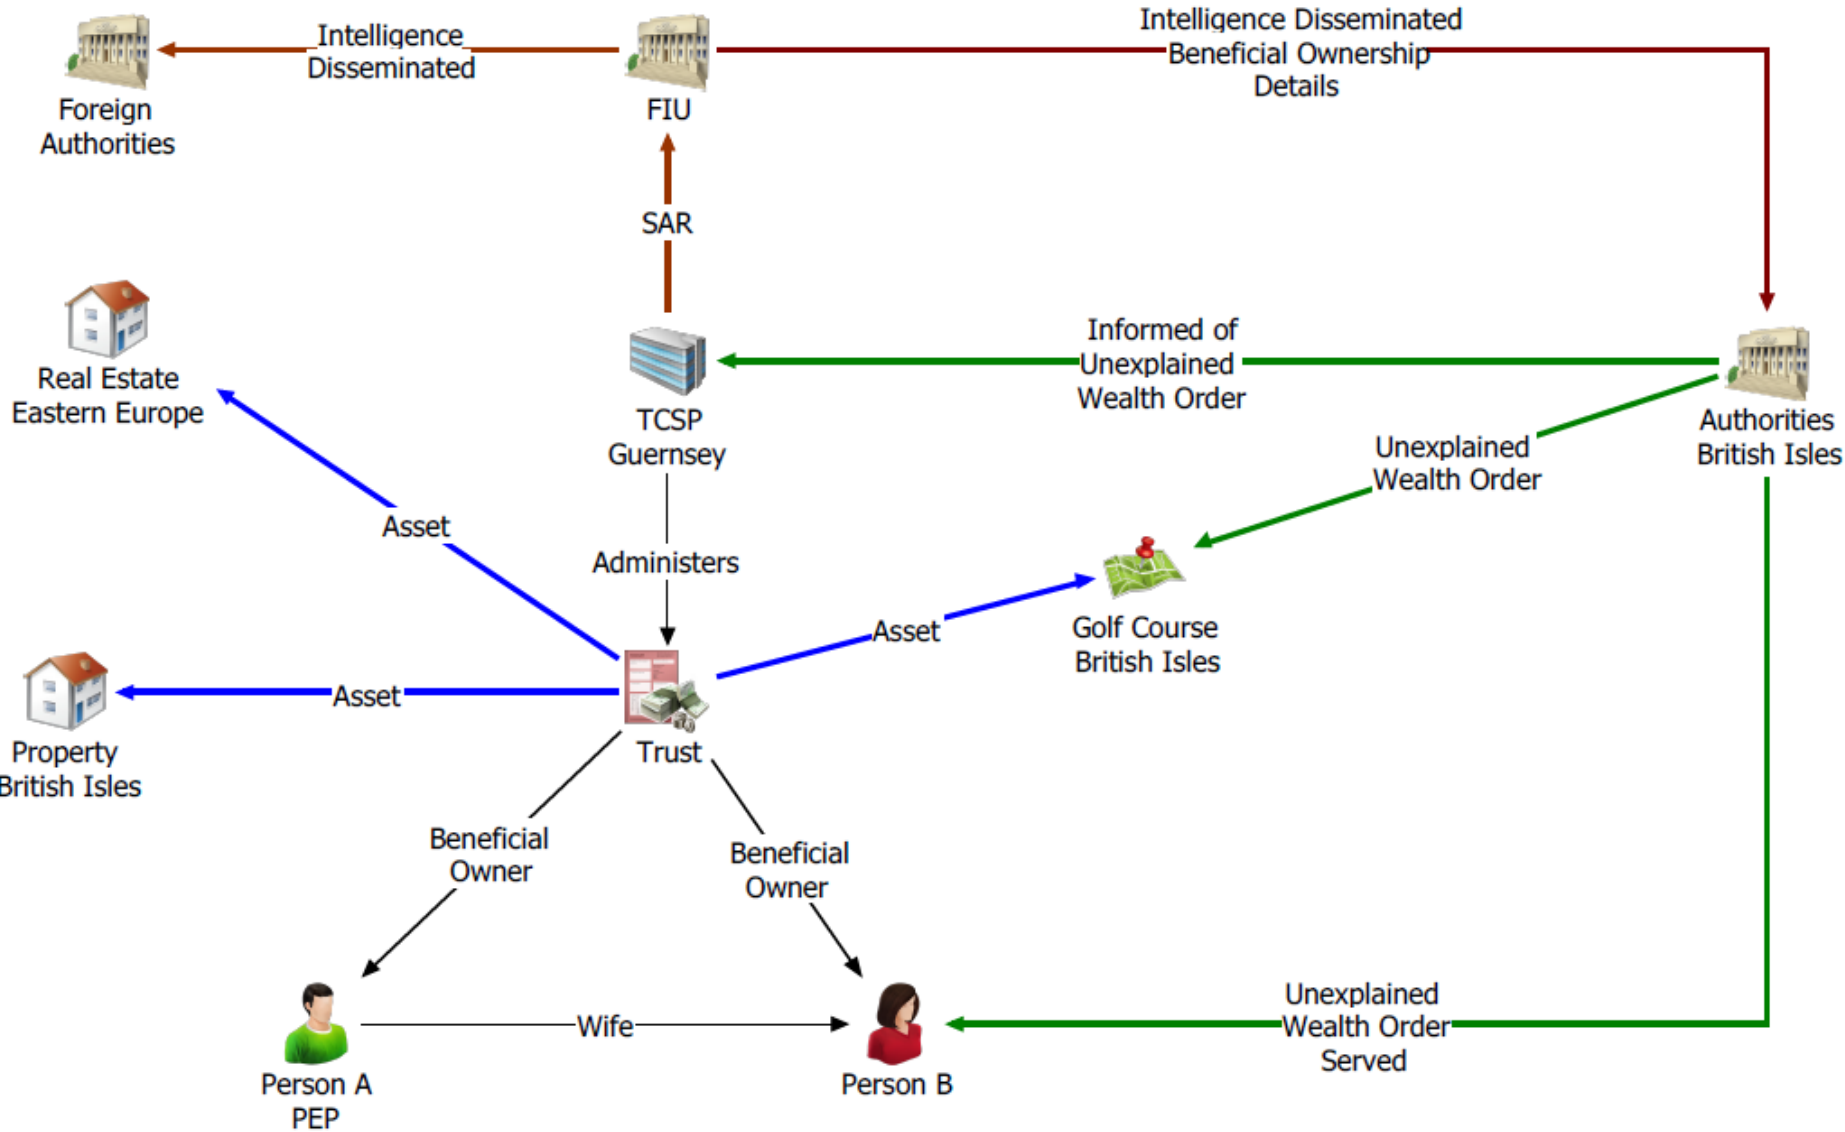 Intelligence Disseminated
Beneficial Ownership
Details
Intelligence
Disseminated
Foreign
Authorities
FIU
SAR
Informed of
Unexplained
Wealth Order
Real Estate
Eastern Europe
TCSP
Guernsey
Authorities
British Isles
Unexplained
Wealth Order
Asset
Administers
Asset
Golf Course
British Isles
Asset
Trust
Property
British Isles
Beneficial
Owner
Beneficial
Owner
Unexplained
Wealth Order
Served
Wife
Person A
PEP
Person B